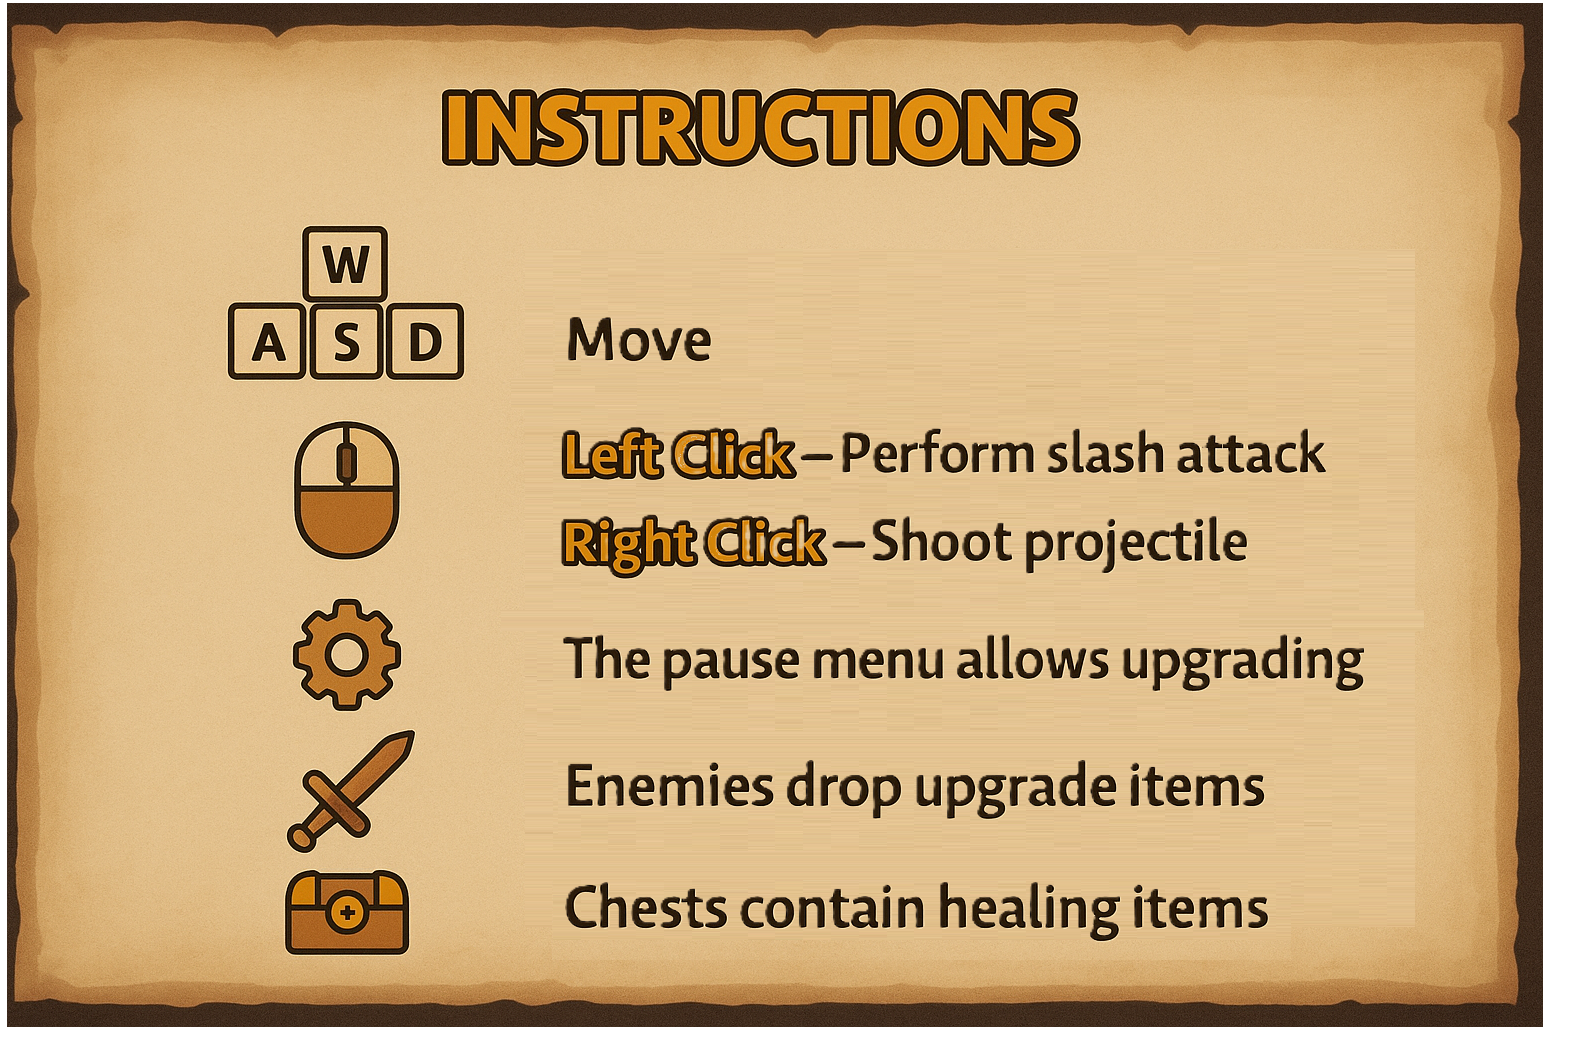 INSTRUCTIONS
W
A S D
Move
Left Click – Perform slash attack
Right Click – Shoot projectile
The pause menu allows upgrading
Enemies drop upgrade items
Chests contain healing items